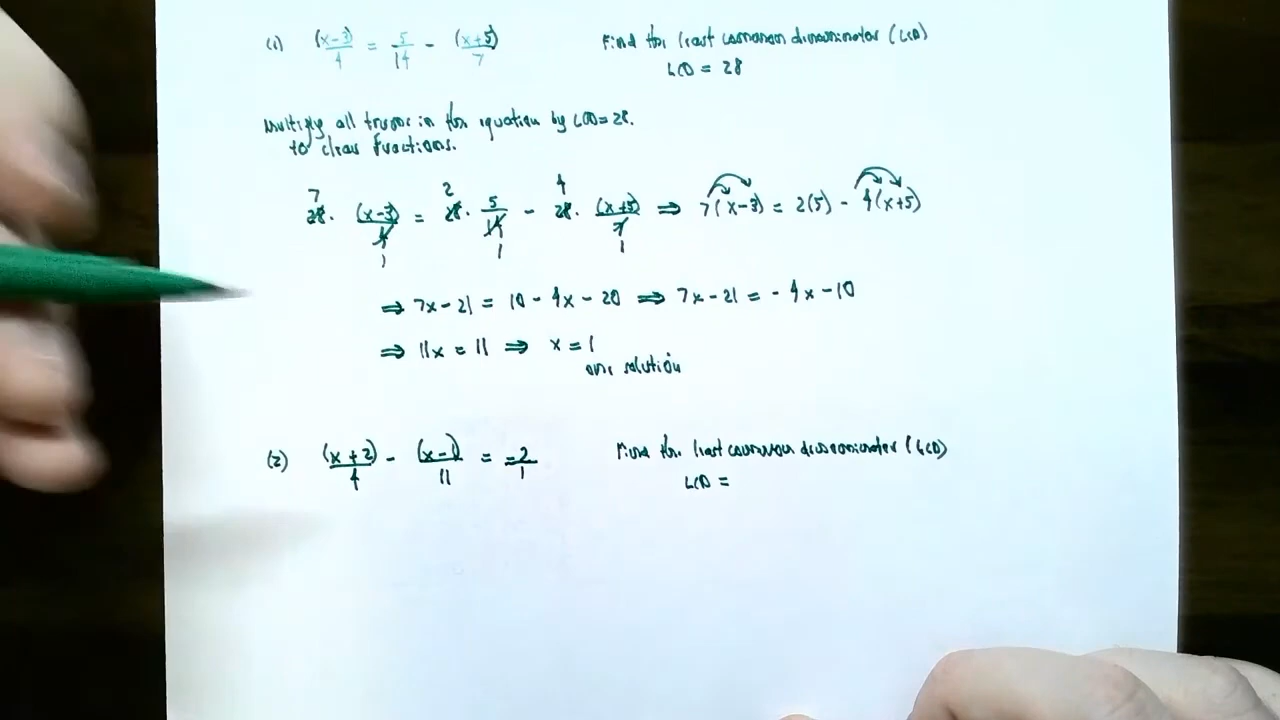 (1) (x-3)/4 = 5/14 - (x+5)/7 Find the least common denominator (LCD)
LCD = 28
Multiply all terms in the equation by LCD=28.
to clear fractions.
7 2 4
28. (x-3)/4 = 28. 5/14 - 28. (x+5)/7 ⇒ 7(x-3) = 2(5) - 4(x+5)
1 1 1
⇒ 7x-21 = 10-4x-20 ⇒ 7x-21 = -4x-10
⇒ 11x = 11 ⇒ x=1
one solution
(2) (x+2)/4 - (x-1)/11 = -2/1 Find the least common denominator (LCD)
LCD =